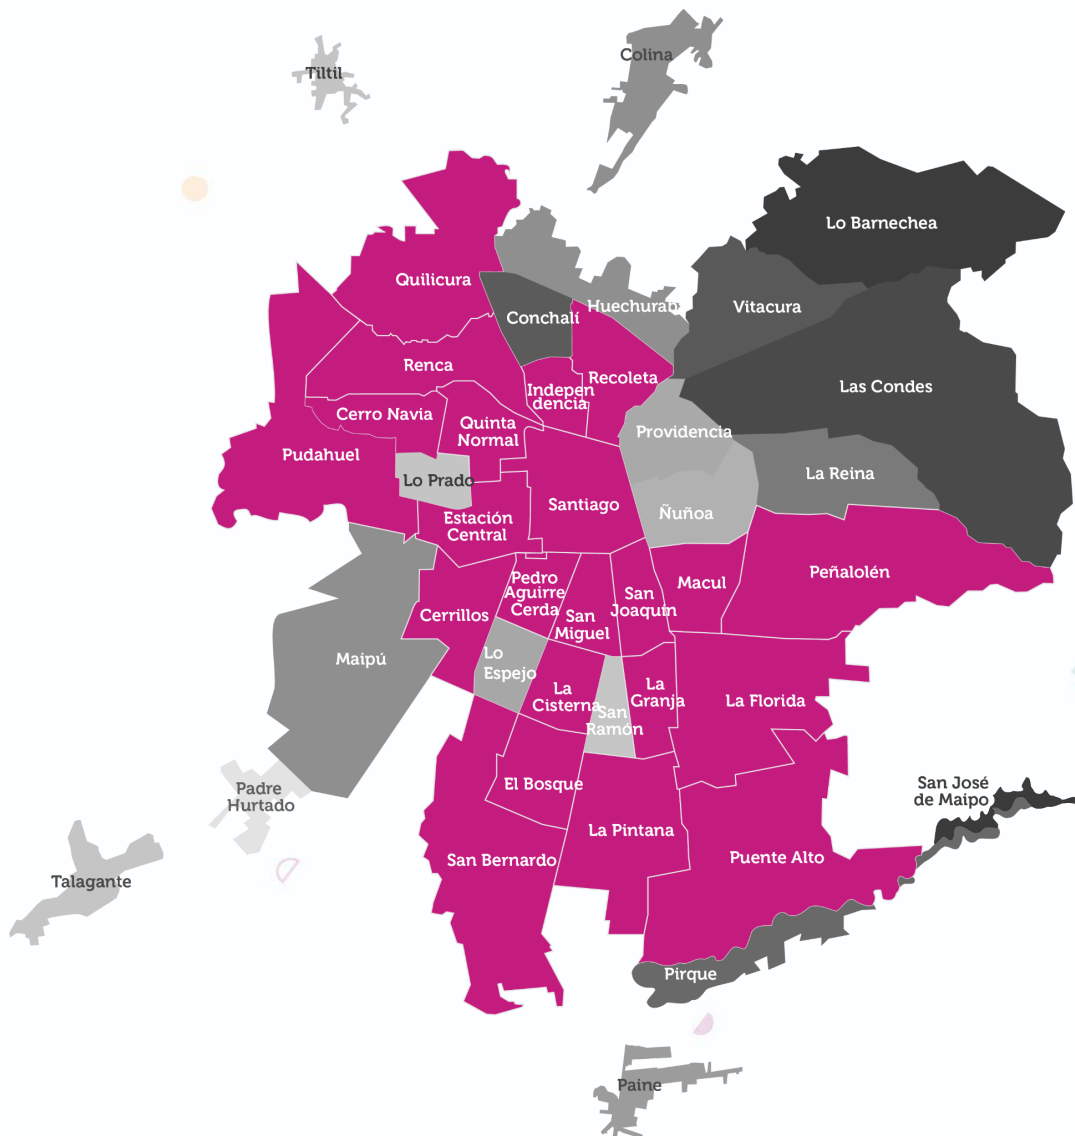 Colina
Tiltil
Lo Barnechea
Quilicura
Huechurab
Vitacura
Conchalí
Renca
Recoleta
Las Condes
Indepen
dencia
Cerro Navia
Quinta
Normal
Providencia
Pudahuel
Lo Prado
La Reina
Santiago
Ñuñoa
Estación
Central
Peñalolén
Pedro
Aguirre
Cerda
Macul
San
Joaquín
Cerrillos
San
Miguel
Maipú
Lo
Espejo
La
Cisterna
La
Granja
San
Ramón
La Florida
El Bosque
Padre
Hurtado
San José
de Maipo
La Pintana
Puente Alto
San Bernardo
Talagante
Pirque
Paine